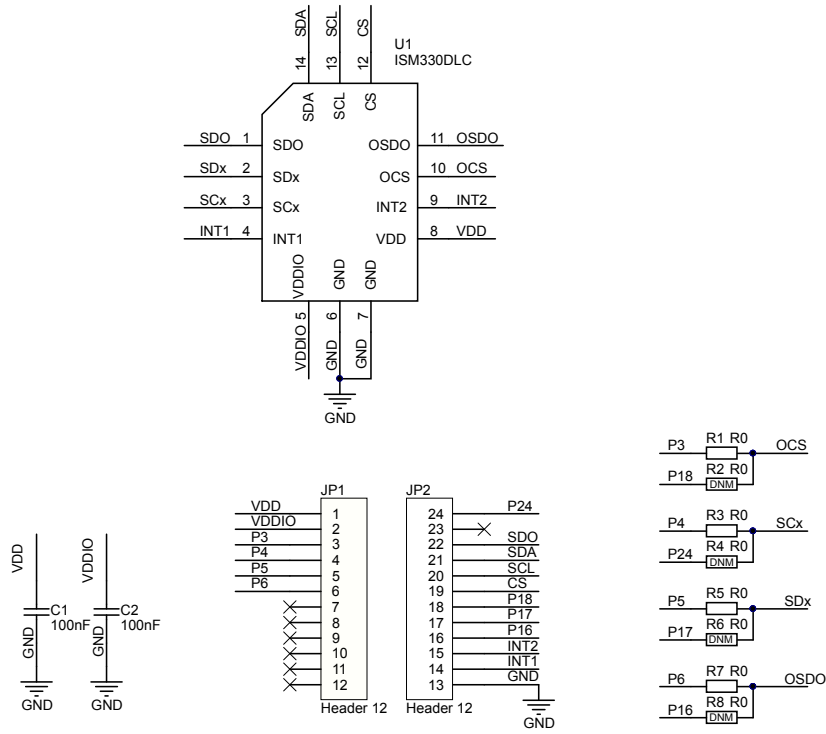 SDA
SCL
CS
14
13
12
U1
ISM330DLC
SDA
SCL
CS
SDO 1 SDO
OSDO 11 OSDO
SDx 2 SDx
OCS 10 OCS
SCx 3 SCx
INT2 9 INT2
INT1 4 INT1
VDD 8 VDD
VDDIO
GND
GND
5
6
7
VDDIO
GND
GND
GND
VDD
GND
C1
100nF
GND
VDDIO
GND
C2
100nF
GND
JP1
VDD 1
VDDIO 2
P3 3
P4 4
P5 5
P6 6
7
8
9
10
11
12
Header 12
JP2
24 P24
23
22 SDO
21 SDA
20 SCL
19 CS
18 P18
17 P17
16 P16
15 INT2
14 INT1
13 GND
Header 12
GND
P3 R1 R0 OCS
P18 R2 R0
DNM
P4 R3 R0 SCx
P24 R4 R0
DNM
P5 R5 R0 SDx
P17 R6 R0
DNM
P6 R7 R0 OSDO
P16 R8 R0
DNM